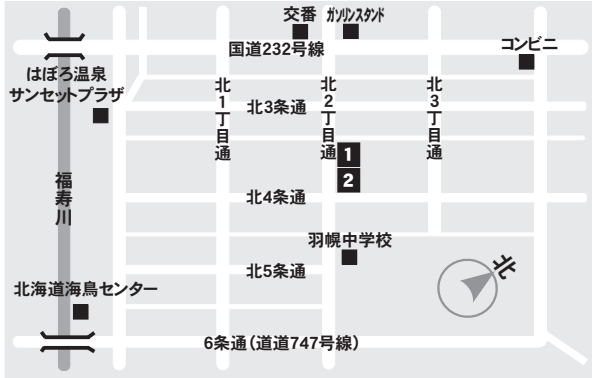 交番
ガソリンスタンド
国道232号線
コンビニ
はぼろ温泉
サンセットプラザ
北1丁目通
北2丁目通
北3丁目通
北3条通
1
2
福寿川
北4条通
羽幌中学校
北5条通
北
北海道海鳥センター
6条通（道道747号線）